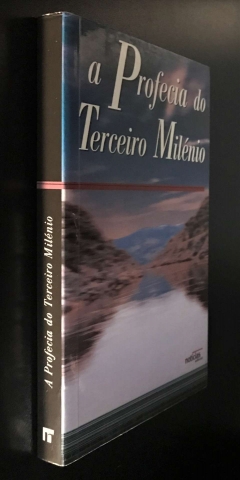 a Profecia do
Terceiro Milénio
A Profecia do Terceiro Milénio